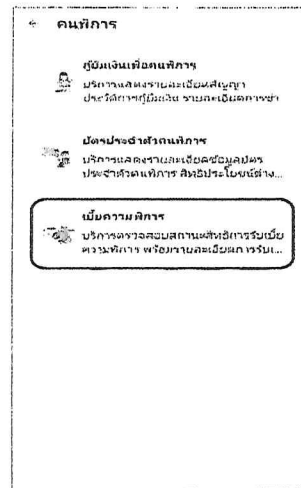 ← คนพิการ
กู้ยืมเงินเพื่อคนพิการ
บริการแสดงรายละเอียดสัญญา
ประวัติการกู้ยืมเงิน รายละเอียดการชำ
บัตรประจำตัวคนพิการ
บริการแสดงรายละเอียดข้อมูลบัตร
ประจำตัวคนพิการ สิทธิประโยชน์ต่าง...
เบี้ยความพิการ
บริการตรวจสอบสถานะสิทธิการรับเบี้ย
ความพิการ พร้อมรายละเอียดการรับเ...